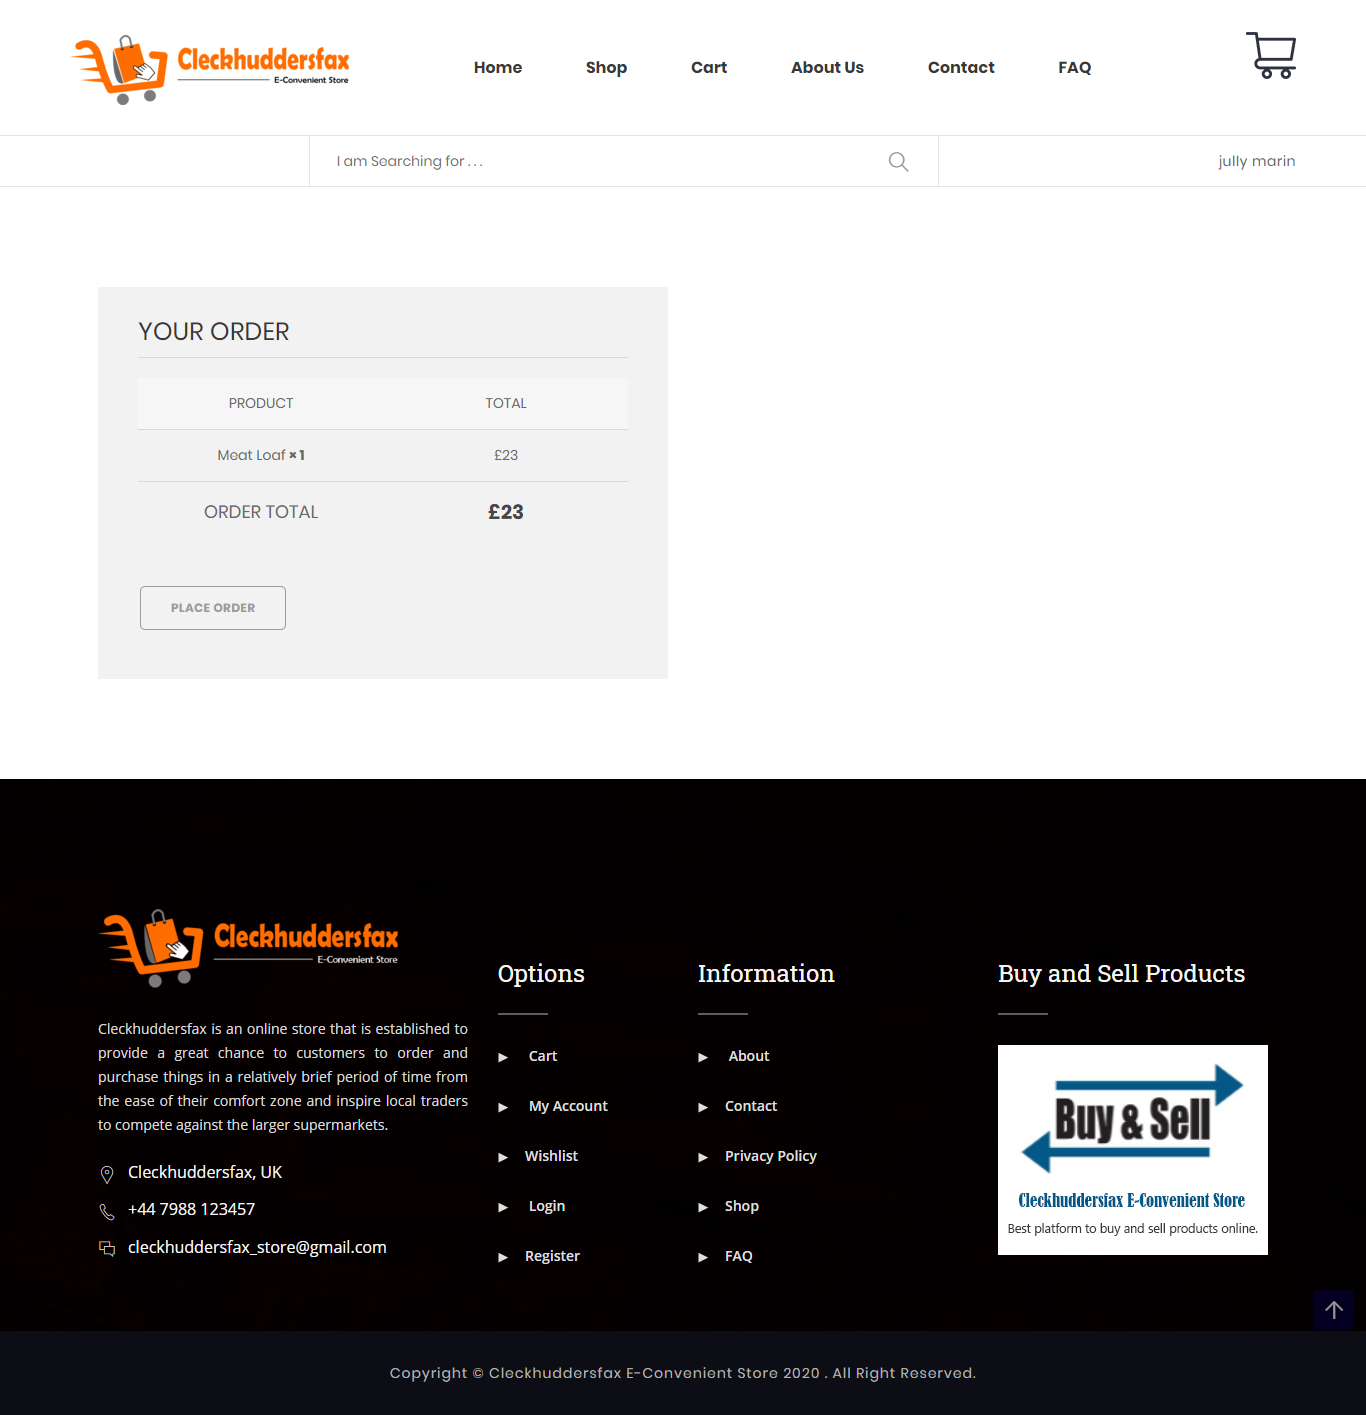 Cleckhuddersfax
E-Convenient Store
Home Shop Cart About Us Contact FAQ
I am Searching for . . .
jully marin
YOUR ORDER
PRODUCT TOTAL
Meat Loaf × 1 £23
ORDER TOTAL £23
PLACE ORDER
Cleckhuddersfax
E-Convenient Store
Cleckhuddersfax is an online store that is established to
provide a great chance to customers to order and
purchase things in a relatively brief period of time from
the ease of their comfort zone and inspire local traders
to compete against the larger supermarkets.
Cleckhuddersfax, UK
+44 7988 123457
cleckhuddersfax_store@gmail.com
Options
Cart
My Account
Wishlist
Login
Register
Information
About
Contact
Privacy Policy
Shop
FAQ
Buy and Sell Products
Buy & Sell
Cleckhuddersfax E-Convenient Store
Best platform to buy and sell products online.
Copyright © Cleckhuddersfax E-Convenient Store 2020 . All Right Reserved.